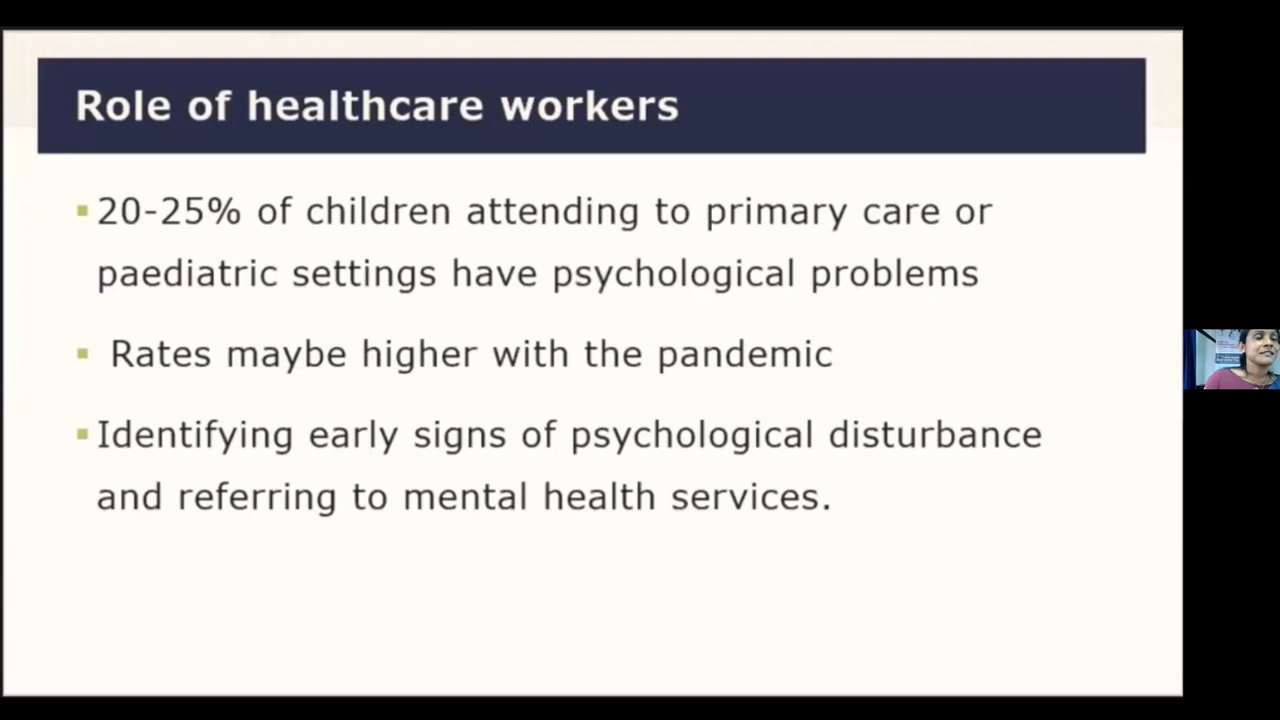 Role of healthcare workers
▪20-25% of children attending to primary care or
paediatric settings have psychological problems
▪ Rates maybe higher with the pandemic
▪Identifying early signs of psychological disturbance
and referring to mental health services.